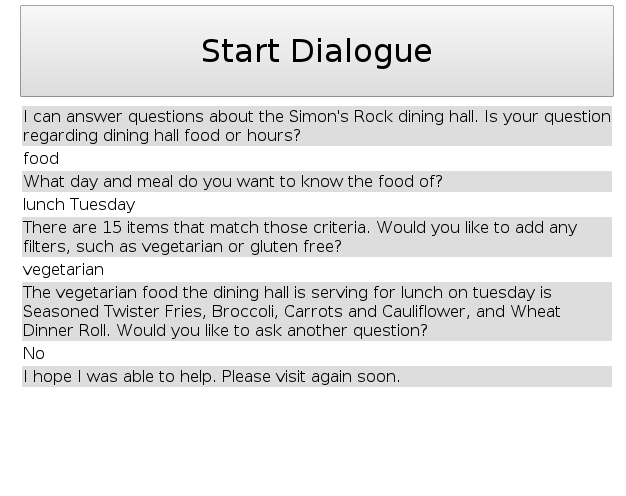 Start Dialogue
I can answer questions about the Simon's Rock dining hall. Is your question
regarding dining hall food or hours?
food
What day and meal do you want to know the food of?
lunch Tuesday
There are 15 items that match those criteria. Would you like to add any
filters, such as vegetarian or gluten free?
vegetarian
The vegetarian food the dining hall is serving for lunch on tuesday is
Seasoned Twister Fries, Broccoli, Carrots and Cauliflower, and Wheat
Dinner Roll. Would you like to ask another question?
No
I hope I was able to help. Please visit again soon.